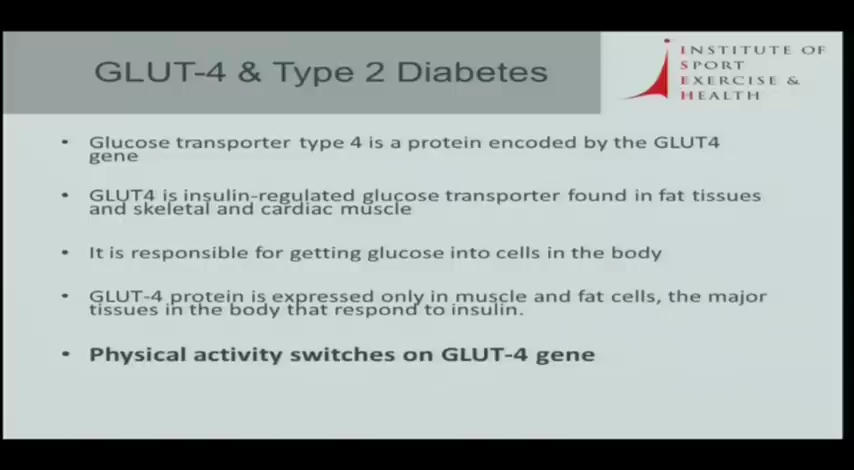 GLUT-4 & Type 2 Diabetes
INSTITUTE OF
SPORT
EXERCISE &
HEALTH
• Glucose transporter type 4 is a protein encoded by the GLUT4
gene
• GLUT4 is insulin-regulated glucose transporter found in fat tissues
and skeletal and cardiac muscle
• It is responsible for getting glucose into cells in the body
• GLUT-4 protein is expressed only in muscle and fat cells, the major
tissues in the body that respond to insulin.
• Physical activity switches on GLUT-4 gene